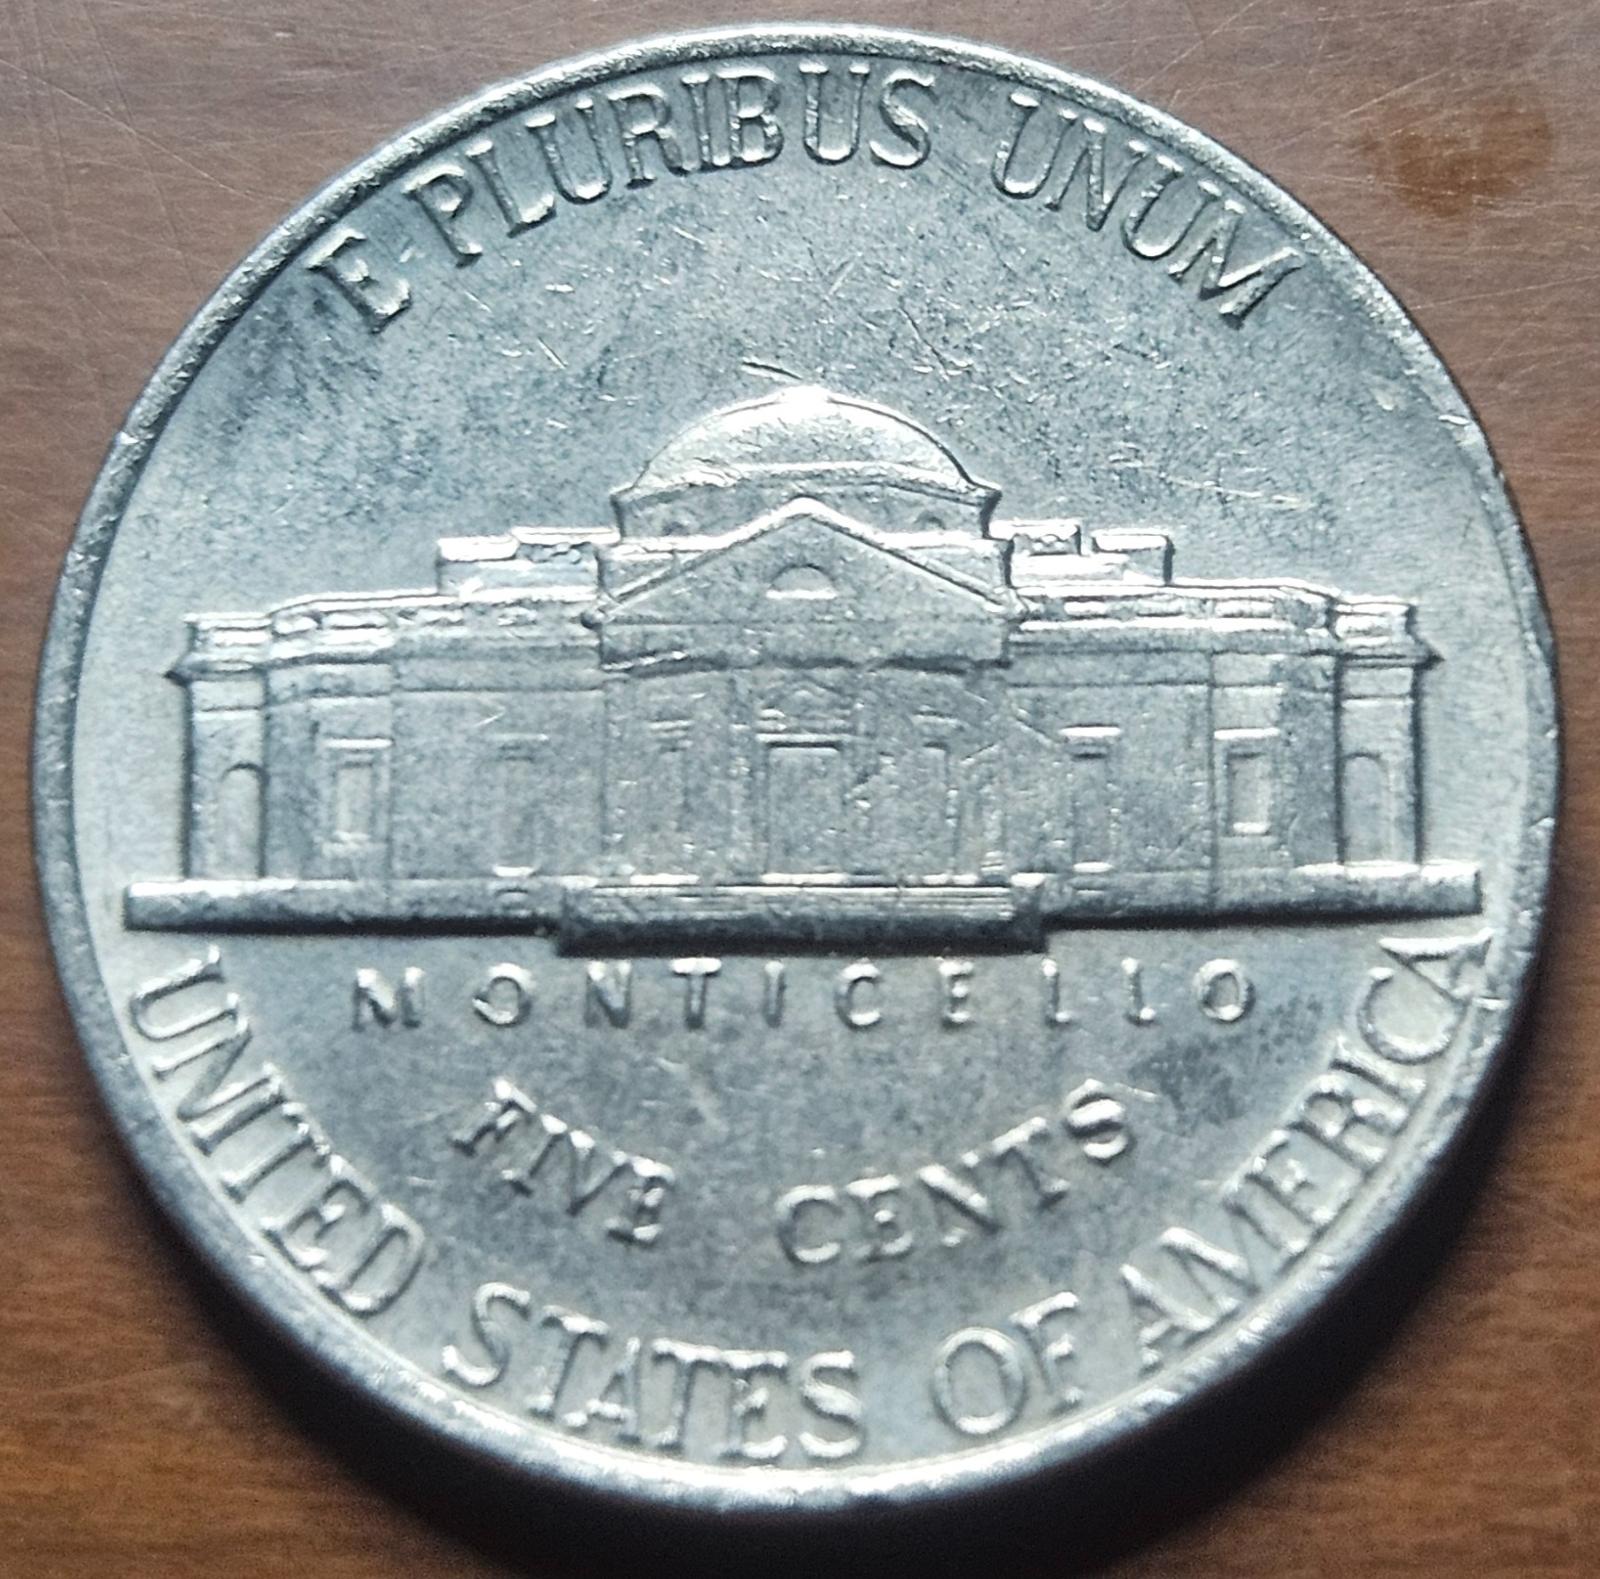 E PLURIBUS UNUM
MONTICELLO
FIVE CENTS
UNITED STATES OF AMERICA